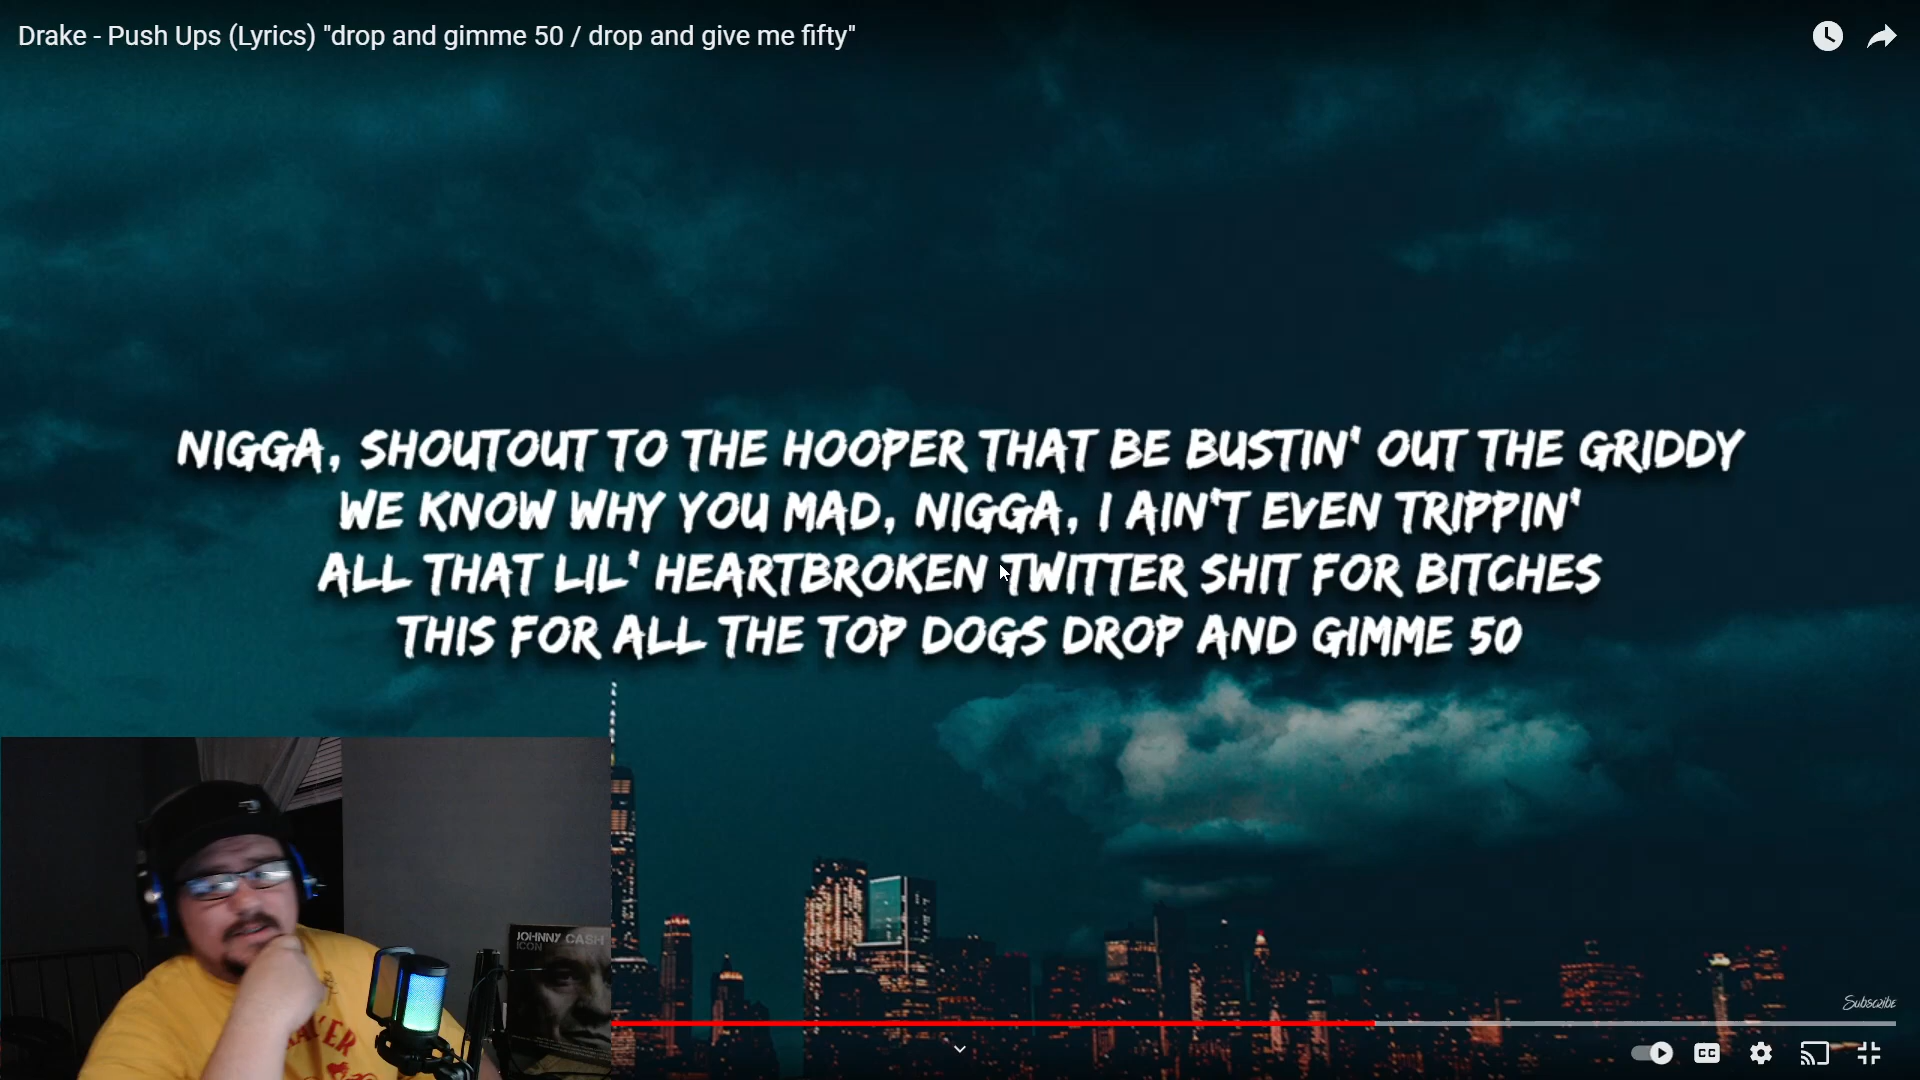 Drake - Push Ups (Lyrics) "drop and gimme 50 / drop and give me fifty"
NIGGA, SHOUTOUT TO THE HOOPER THAT BE BUSTIN' OUT THE GRIDDY
WE KNOW WHY YOU MAD, NIGGA, I AIN'T EVEN TRIPPIN'
ALL THAT LIL' HEARTBROKEN TWITTER SHIT FOR BITCHES
THIS FOR ALL THE TOP DOGS DROP AND GIMME 50
JOHNNY CASH
ICON
Subscribe
CC